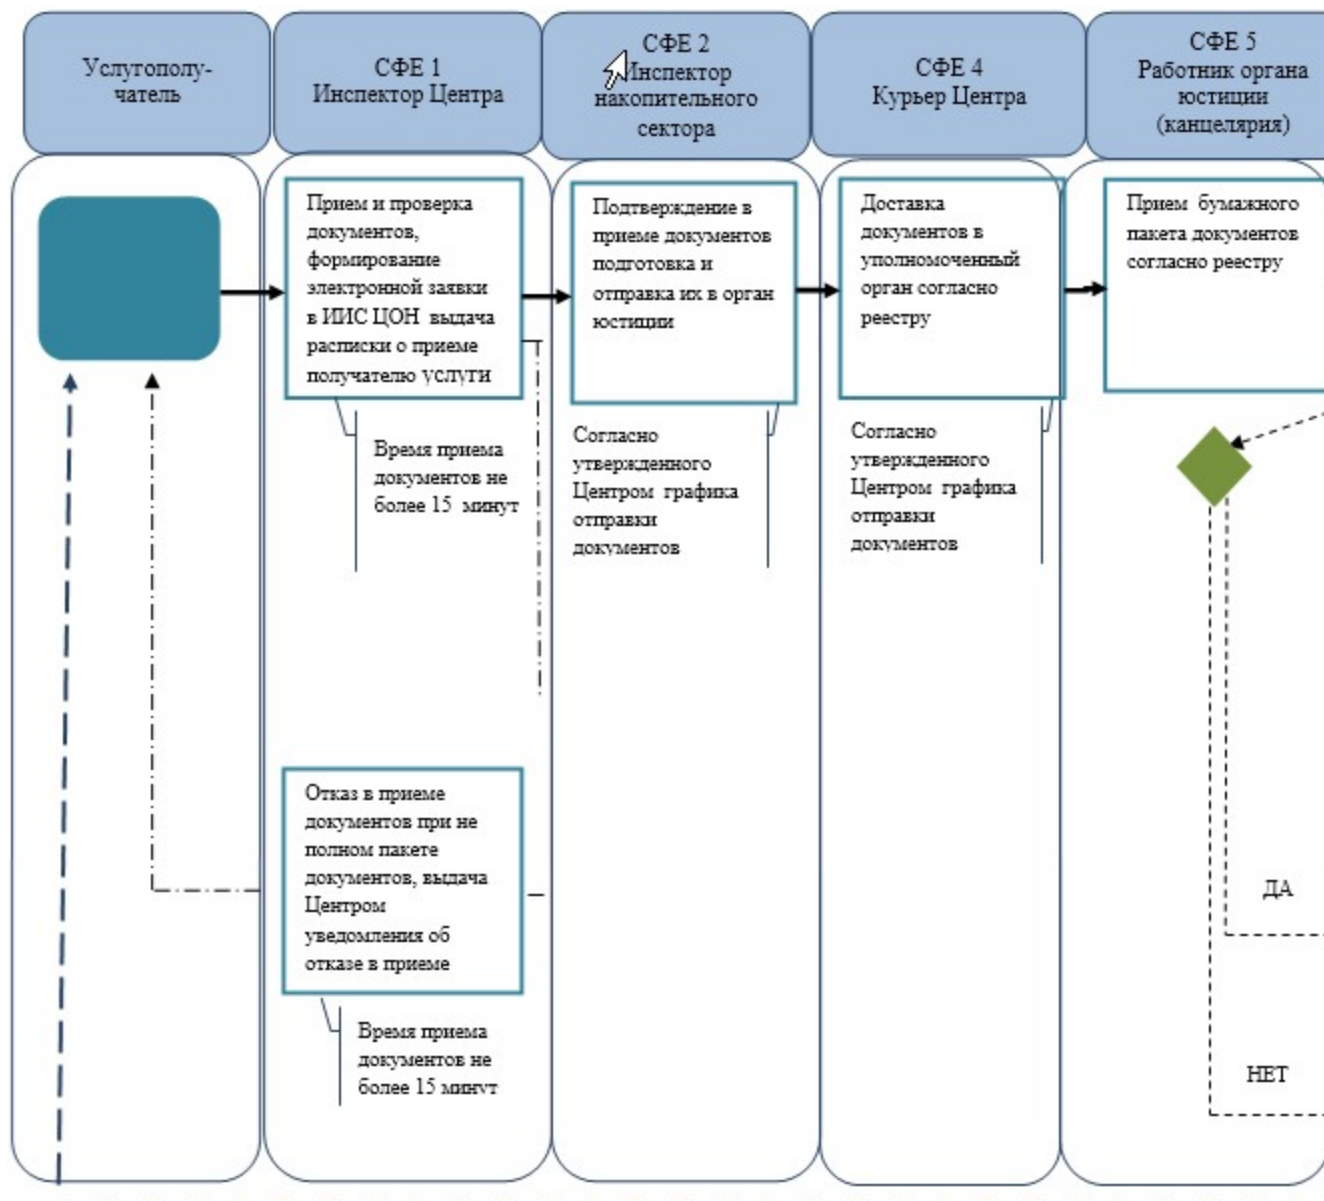 Услугополу-
чатель
СФЕ 1
Инспектор Центра
СФЕ 2
Инспектор
накопительного
сектора
СФЕ 4
Курьер Центра
СФЕ 5
Работник органа
юстиции
(канцелярия)
Прием и проверка
документов,
формирование
электронной заявки
в ИИС ЦОН выдача
расписки о приеме
получателю услуги
Время приема
документов не
более 15 минут
Подтверждение в
приеме документов
подготовка и
отправка их в орган
юстиции
Согласно
утвержденного
Центром графика
отправки
документов
Доставка
документов в
уполномоченный
орган согласно
реестру
Согласно
утвержденного
Центром графика
отправки
документов
Прием бумажного
пакета документов
согласно реестру
Отказ в приеме
документов при не
полном пакете
документов, выдача
Центром
уведомления об
отказе в приеме
Время приема
документов не
более 15 минут
ДА
НЕТ